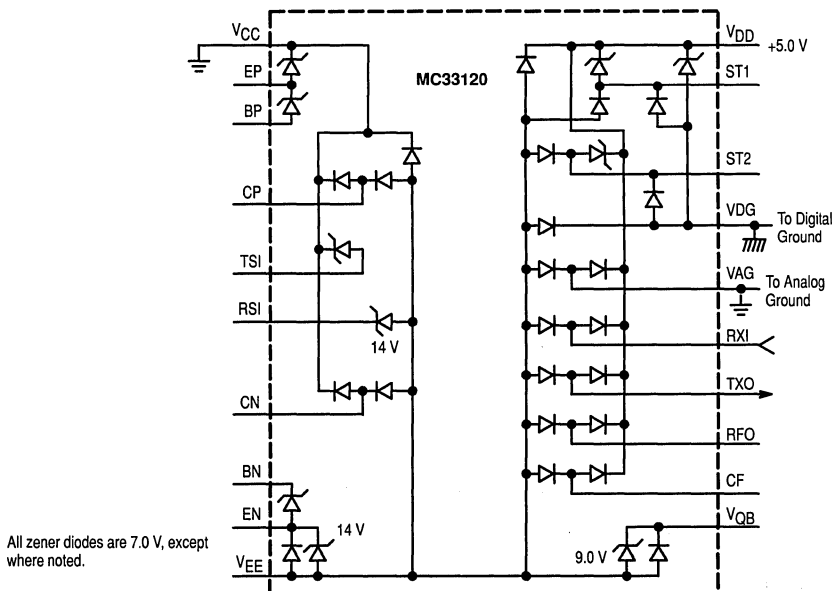 VCC
EP
BP
CP
TSI
RSI
14 V
CN
BN
EN
14 V
VEE
All zener diodes are 7.0 V, except
where noted.
MC33120
VDD
+5.0 V
ST1
ST2
VDG
To Digital
Ground
VAG
To Analog
Ground
RXI
TXO
RFO
CF
VQB
9.0 V